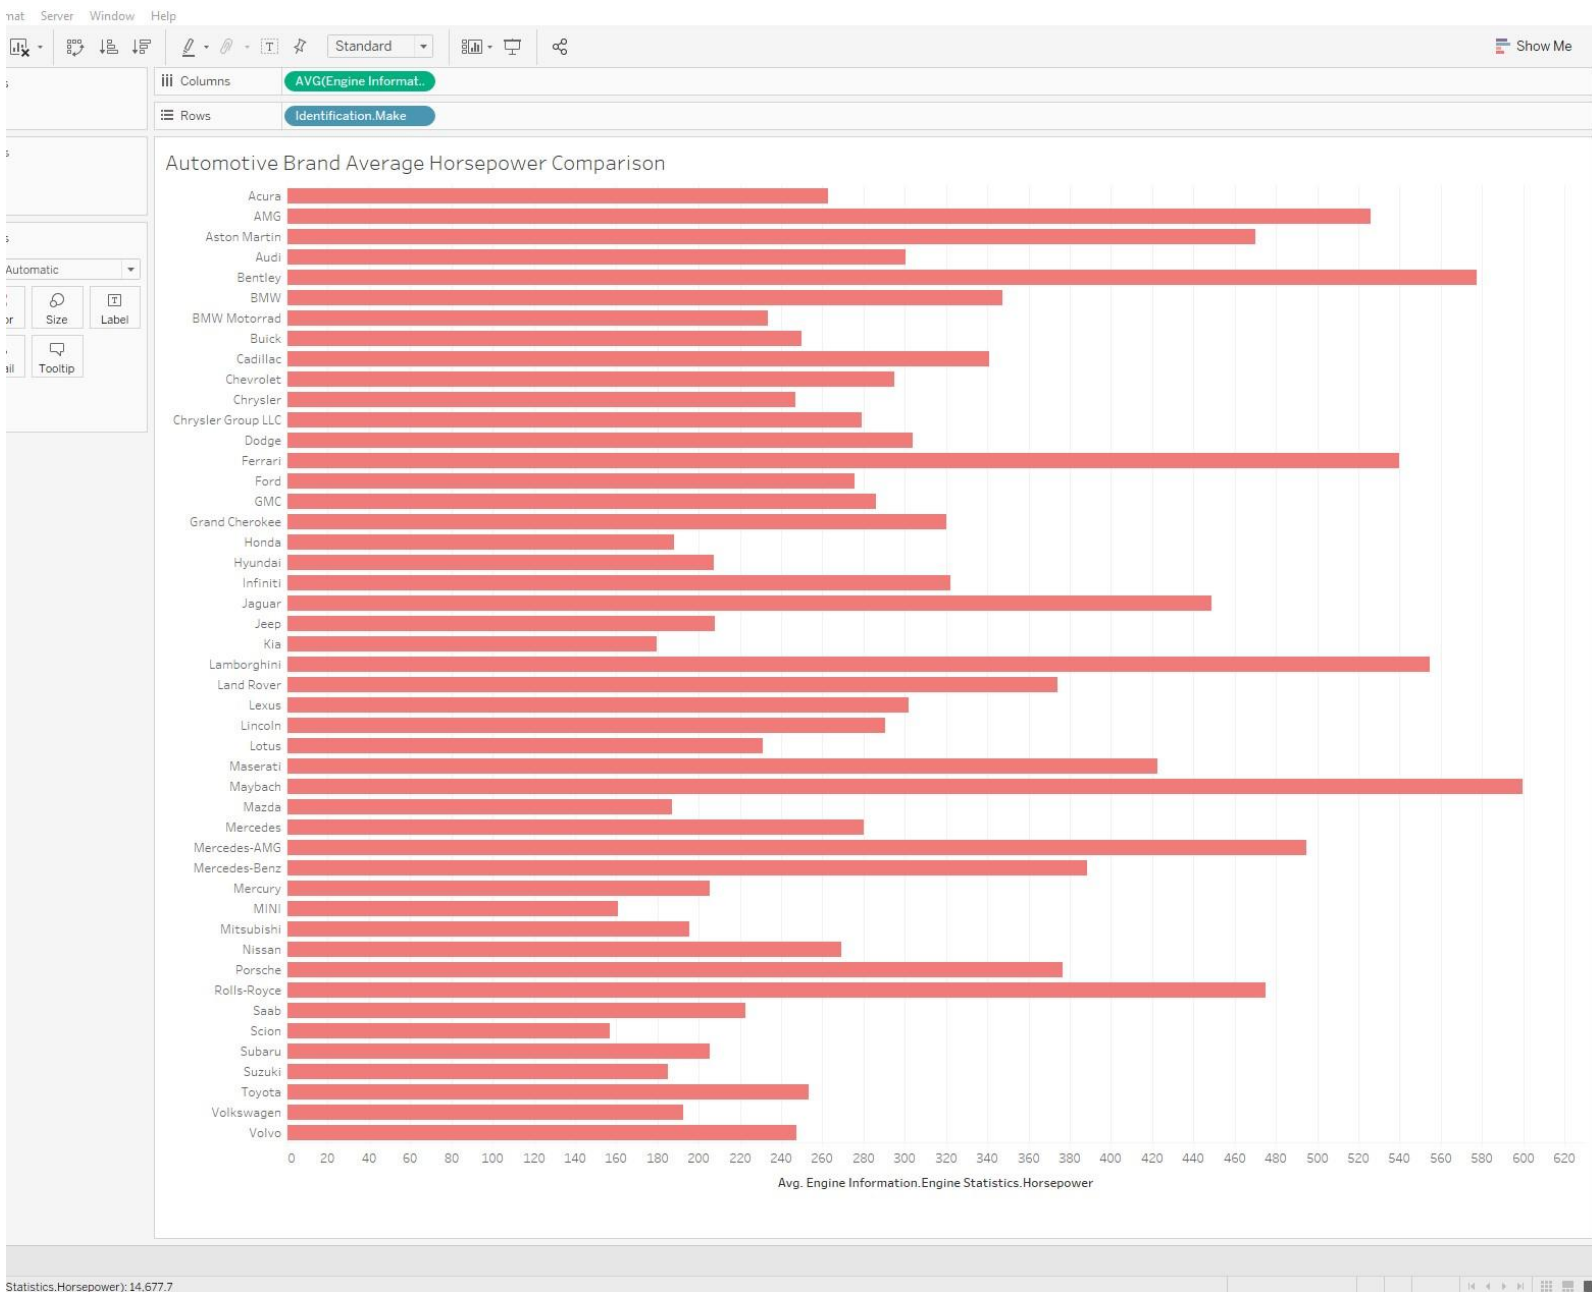 Server Window Help
Standard
Show Me
Columns AVG(Engine Informat..
Rows Identification.Make
Automatic
Size Label
Tooltip
Automotive Brand Average Horsepower Comparison
Acura
AMG
Aston Martin
Audi
Bentley
BMW
BMW Motorrad
Buick
Cadillac
Chevrolet
Chrysler
Chrysler Group LLC
Dodge
Ferrari
Ford
GMC
Grand Cherokee
Honda
Hyundai
Infiniti
Jaguar
Jeep
Kia
Lamborghini
Land Rover
Lexus
Lincoln
Lotus
Maserati
Maybach
Mazda
Mercedes
Mercedes-AMG
Mercedes-Benz
Mercury
MINI
Mitsubishi
Nissan
Porsche
Rolls-Royce
Saab
Scion
Subaru
Suzuki
Toyota
Volkswagen
Volvo
0 20 40 60 80 100 120 140 160 180 200 220 240 260 280 300 320 340 360 380 400 420 440 460 480 500 520 540 560 580 600 620
Avg. Engine Information.Engine Statistics.Horsepower
Statistics.Horsepower): 14,677.7